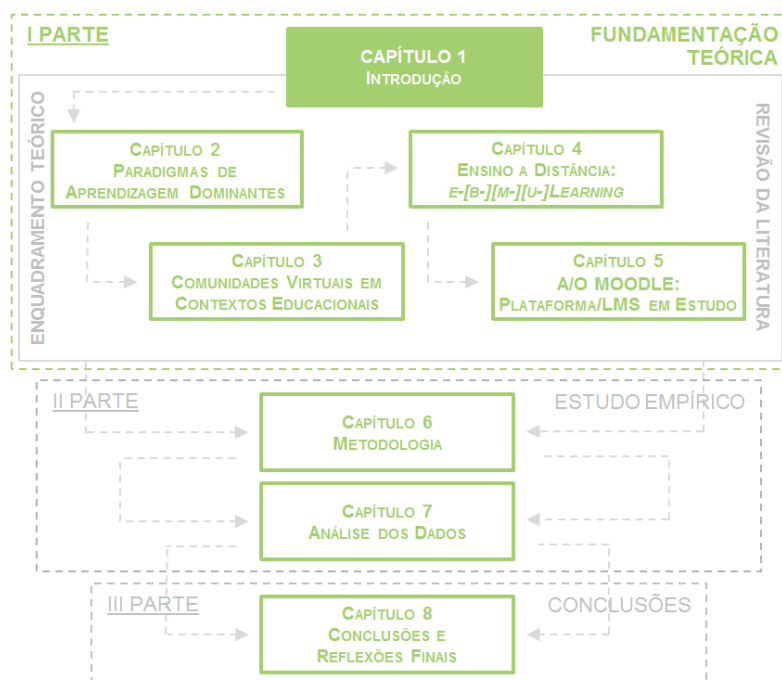 I PARTE
FUNDAMENTAÇÃO
TEÓRICA
CAPÍTULO 1
INTRODUÇÃO
ENQUADRAMENTO TEÓRICO
REVISÃO DA LITERATURA
CAPÍTULO 2
PARADIGMAS DE
APRENDIZAGEM DOMINANTES
CAPÍTULO 4
ENSINO A DISTÂNCIA:
E-[B-][M-][U-]LEARNING
CAPÍTULO 3
COMUNIDADES VIRTUAIS EM
CONTEXTOS EDUCACIONAIS
CAPÍTULO 5
A/O MOODLE:
PLATAFORMA/LMS EM ESTUDO
II PARTE
ESTUDO EMPÍRICO
CAPÍTULO 6
METODOLOGIA
CAPÍTULO 7
ANÁLISE DOS DADOS
III PARTE
CONCLUSÕES
CAPÍTULO 8
CONCLUSÕES E
REFLEXÕES FINAIS